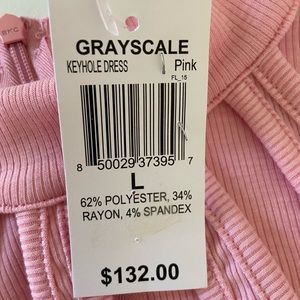 GRAYSCALE
KEYHOLE DRESS Pink
FL_15
8 50029 37395 7
L
62% POLYESTER, 34%
RAYON, 4% SPANDEX
$132.00